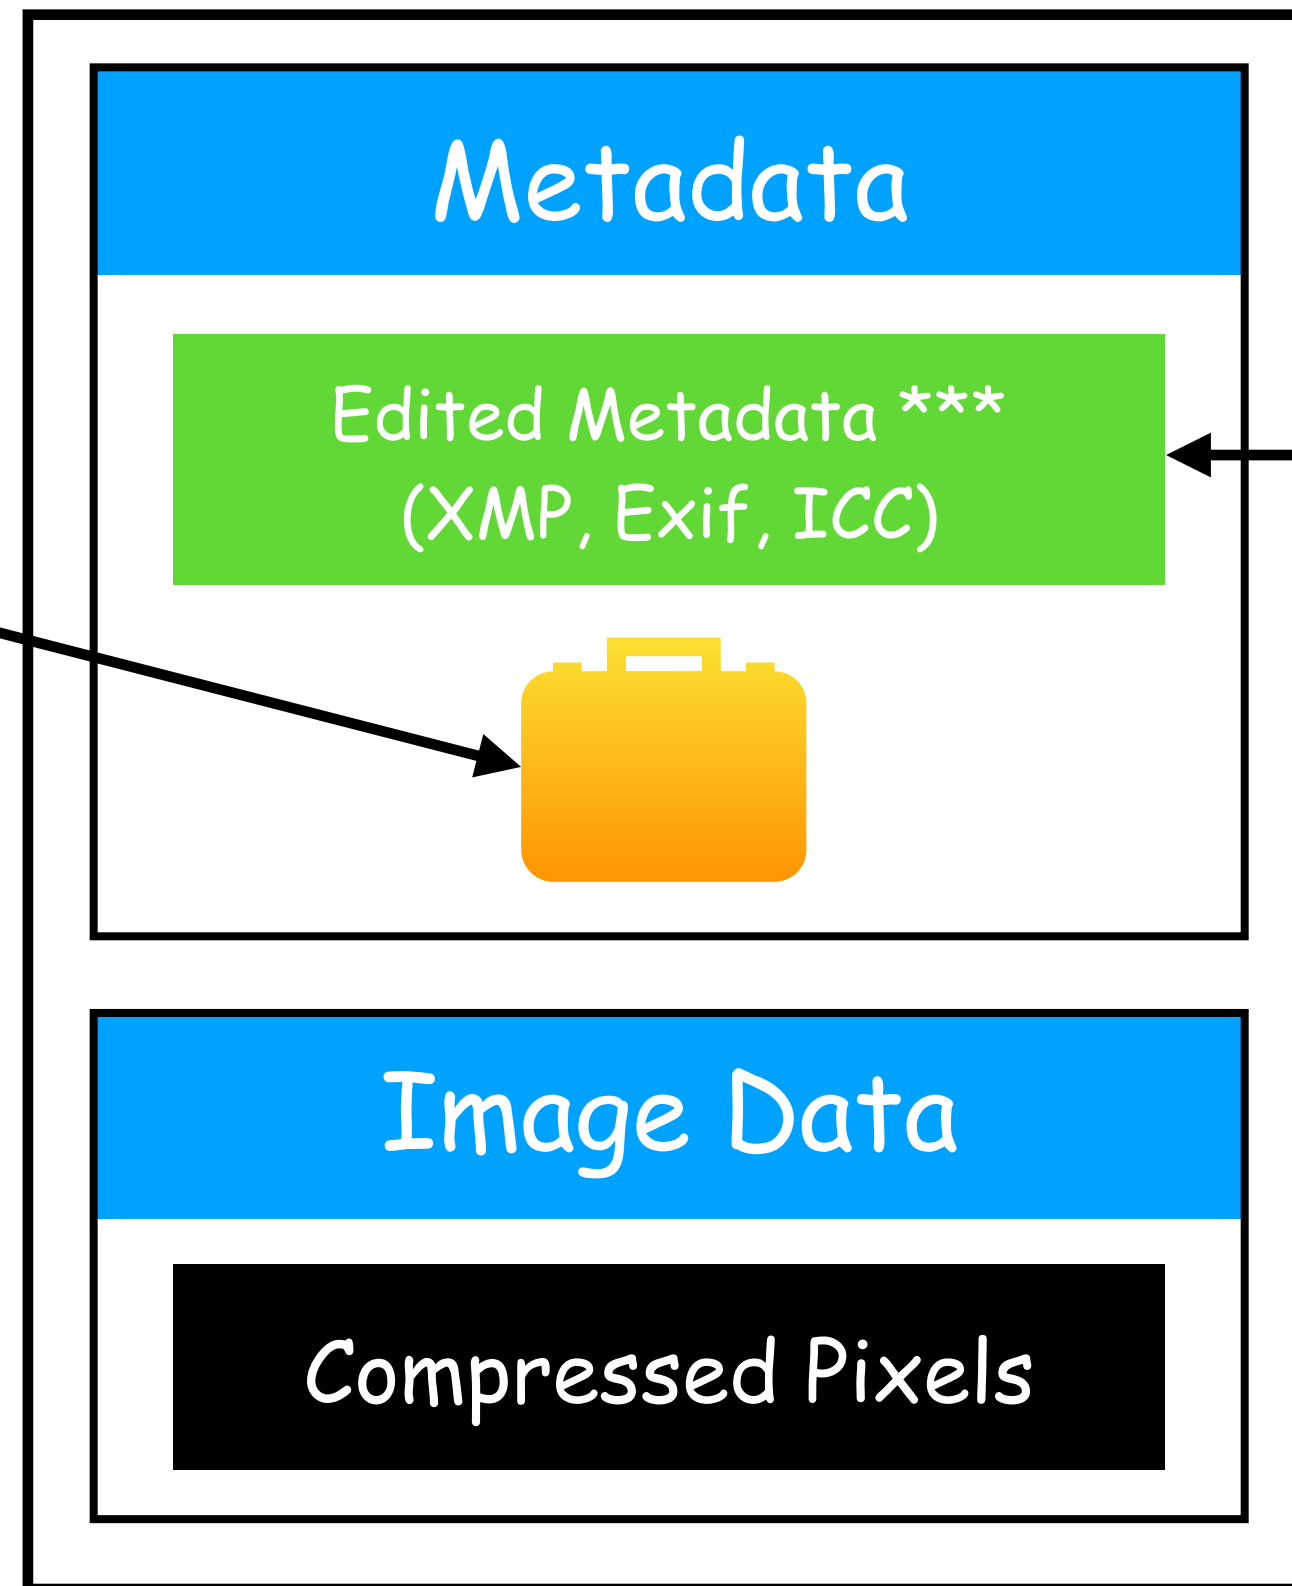 Metadata
Edited Metadata ***
(XMP, Exif, ICC)
Image Data
Compressed Pixels